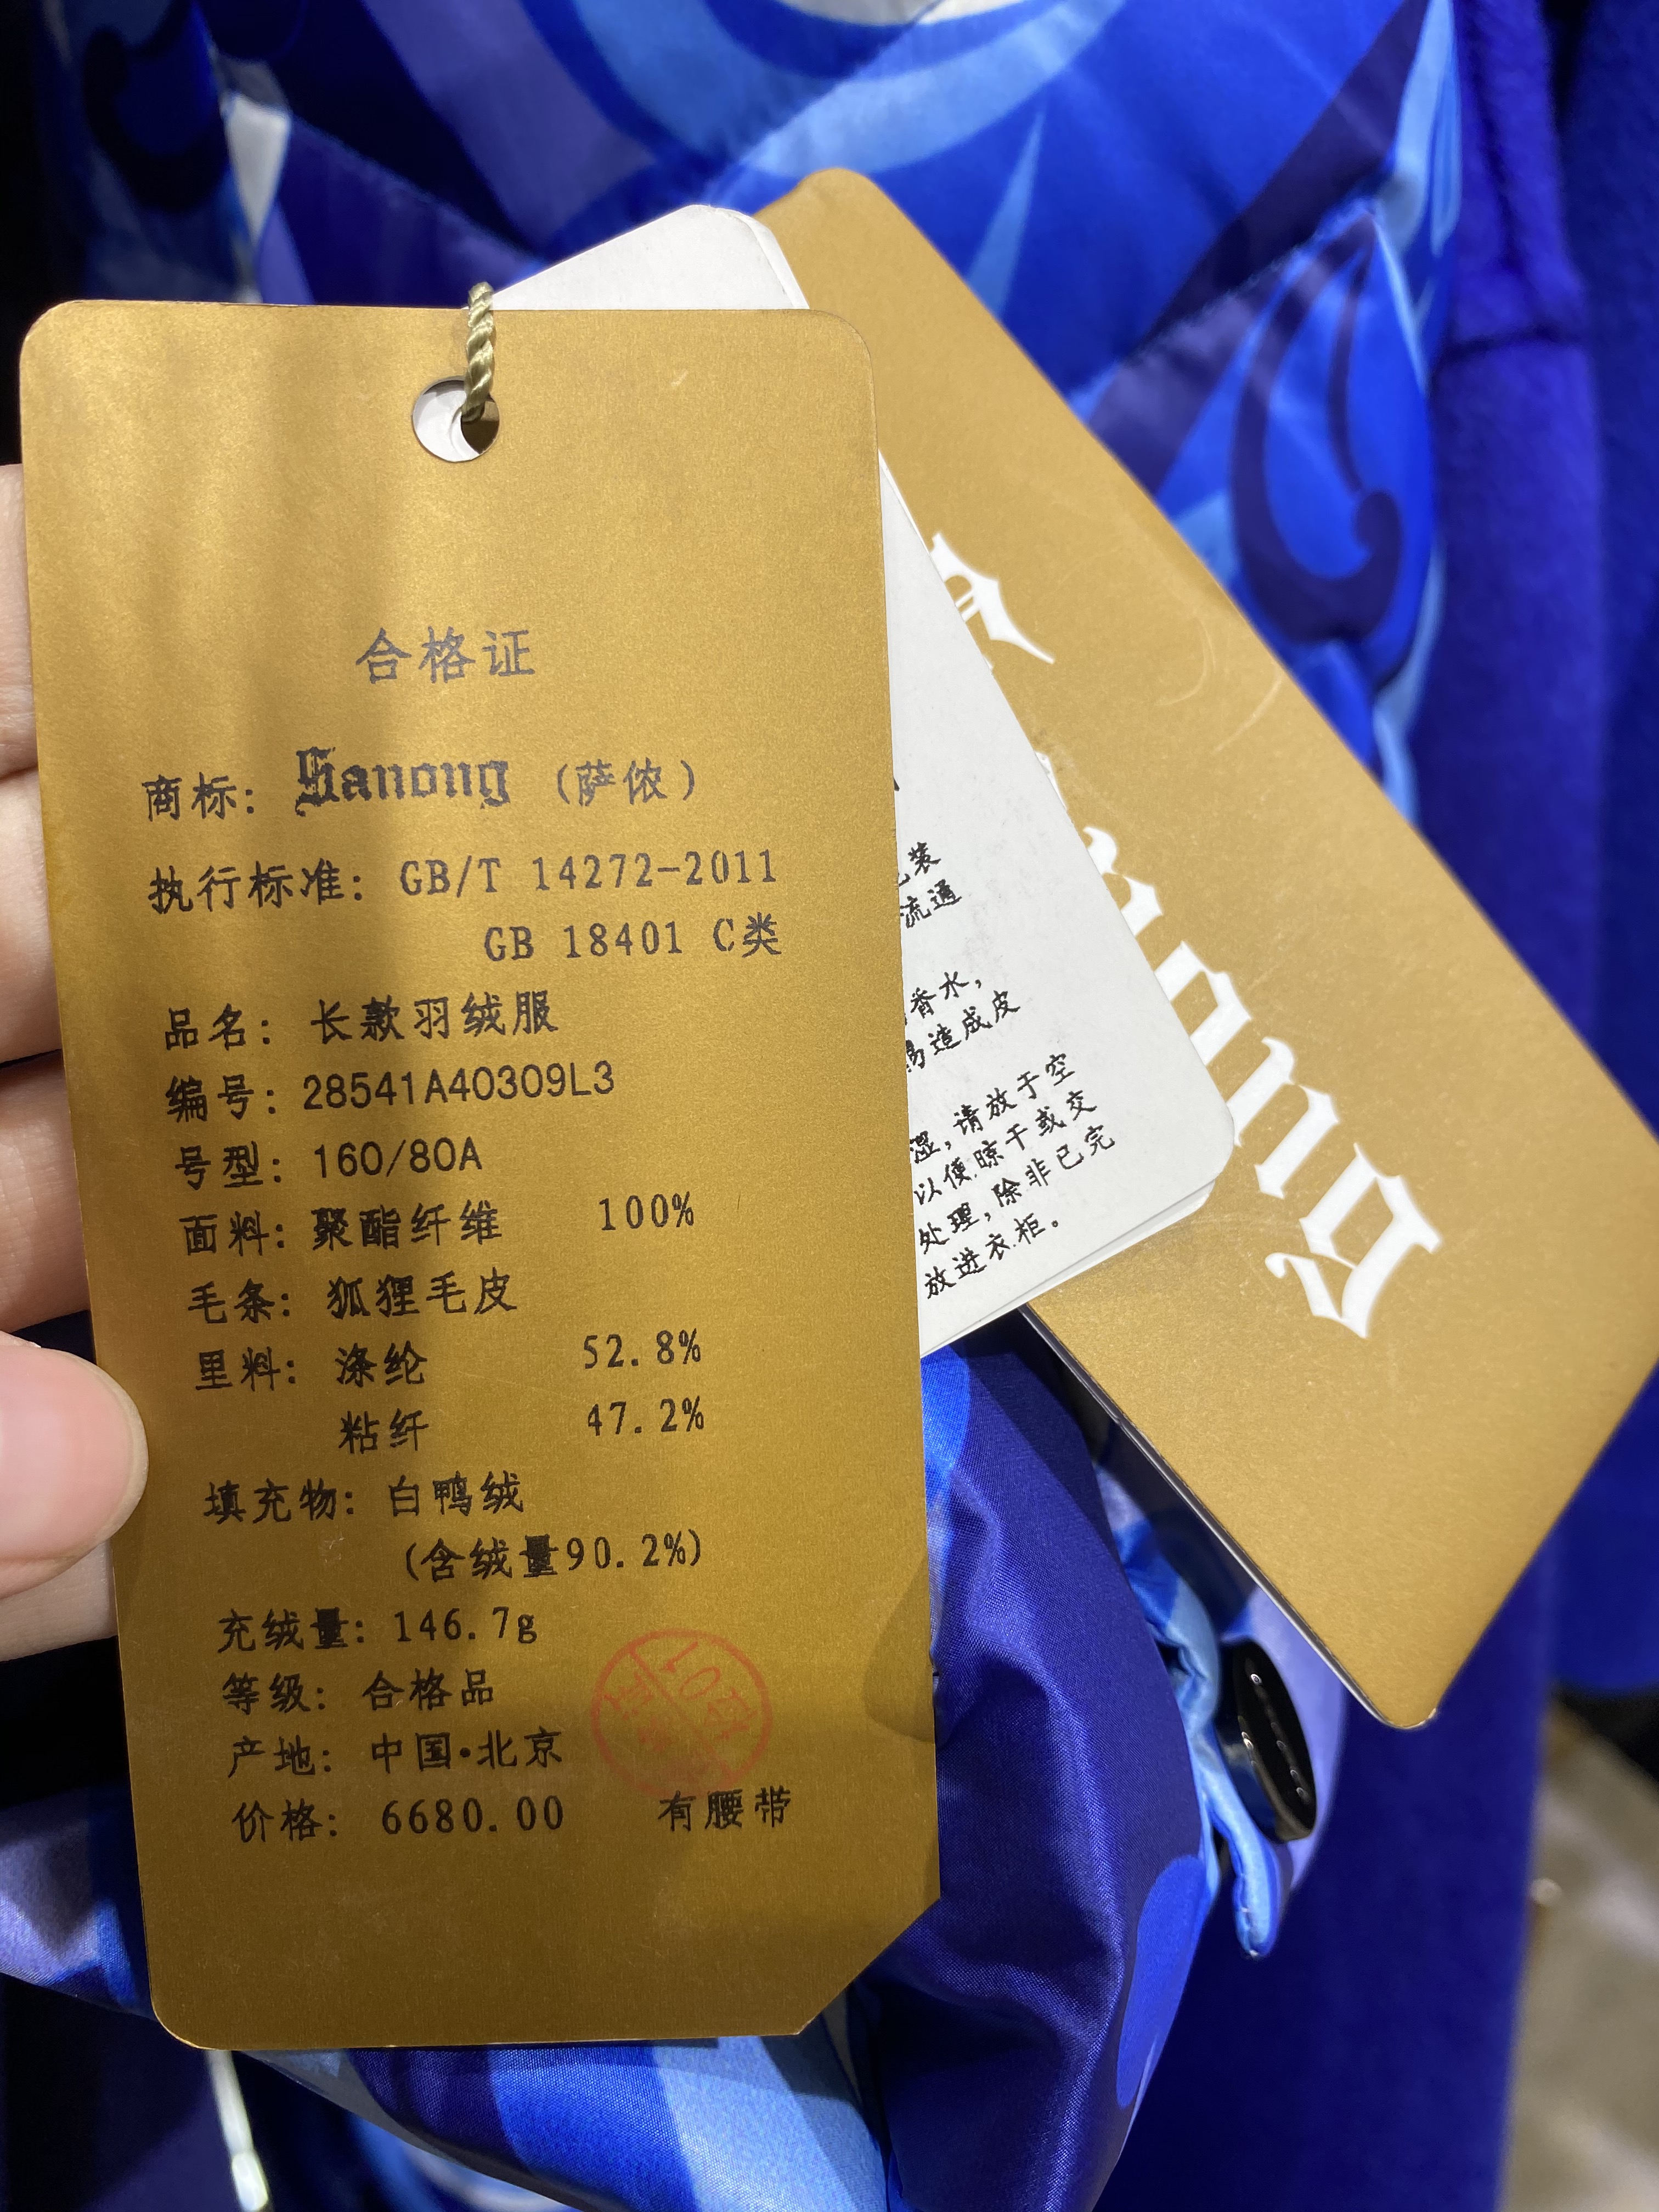 合格证
商标: Sanong (萨侬)
执行标准: GB/T 14272-2011
GB 18401 C类
品名: 长款羽绒服
编号: 28541A40309L3
号型: 160/80A
面料: 聚酯纤维 100%
毛条: 狐狸毛皮
里料: 涤纶 52.8%
粘纤 47.2%
填充物: 白鸭绒
(含绒量90.2%)
充绒量: 146.7g
等级: 合格品
产地: 中国·北京
价格: 6680.00 有腰带
装
流通
香水,
易造成皮
湿,请放于空
以便晾干或交
处理,除非已完
放进衣柜。